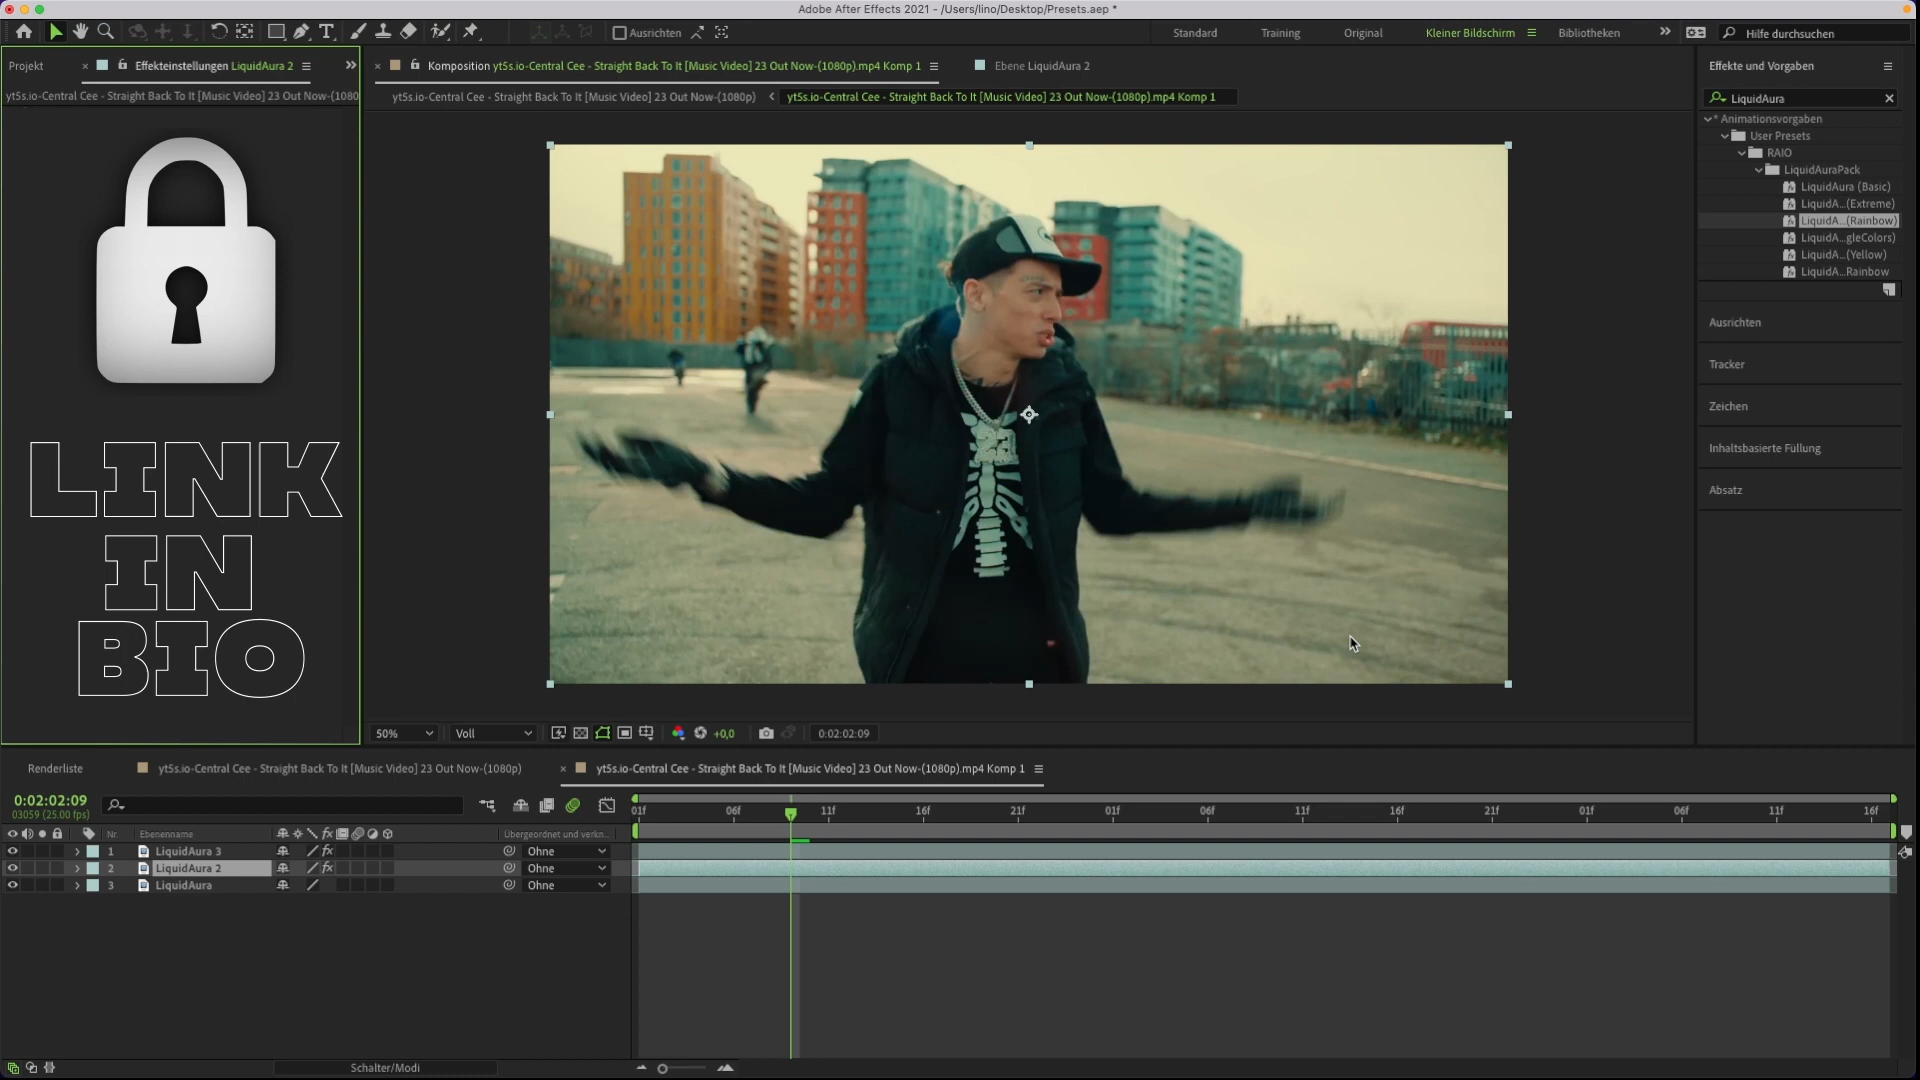 Adobe After Effects 2021 - /Users/lino/Desktop/Presets.aep *
Ausrichten
Standard
Training
Original
Kleiner Bildschirm
Bibliotheken
Hilfe durchsuchen
Projekt
Effekteinstellungen LiquidAura 2
yt5s.io-Central Cee - Straight Back To It [Music Video] 23 Out Now-(1080
LINK
IN
BIO
Komposition yt5s.io-Central Cee - Straight Back To It [Music Video] 23 Out Now-(1080p).mp4 Komp 1
Ebene LiquidAura 2
yt5s.io-Central Cee - Straight Back To It [Music Video] 23 Out Now-(1080p)
yt5s.io-Central Cee - Straight Back To It [Music Video] 23 Out Now-(1080p).mp4 Komp 1
23
50%
Voll
+0,0
0:02:02:09
Effekte und Vorgaben
LiquidAura
* Animationsvorgaben
User Presets
RAIO
LiquidAuraPack
LiquidAura (Basic)
LiquidA...(Extreme)
LiquidA...(Rainbow)
LiquidA...gleColors)
LiquidA...(Yellow)
LiquidA...Rainbow
Ausrichten
Tracker
Zeichen
Inhaltsbasierte Füllung
Absatz
Renderliste
yt5s.io-Central Cee - Straight Back To It [Music Video] 23 Out Now-(1080p)
yt5s.io-Central Cee - Straight Back To It [Music Video] 23 Out Now-(1080p).mp4 Komp 1
0:02:02:09
03059 (25.00 fps)
01f 06f 11f 16f 21f 01f 06f 11f 16f 21f 01f 06f 11f 16f
Nr. Ebenenname
Übergeordnet und verkn...
1 LiquidAura 3 Ohne
2 LiquidAura 2 Ohne
3 LiquidAura Ohne
Schalter/Modi